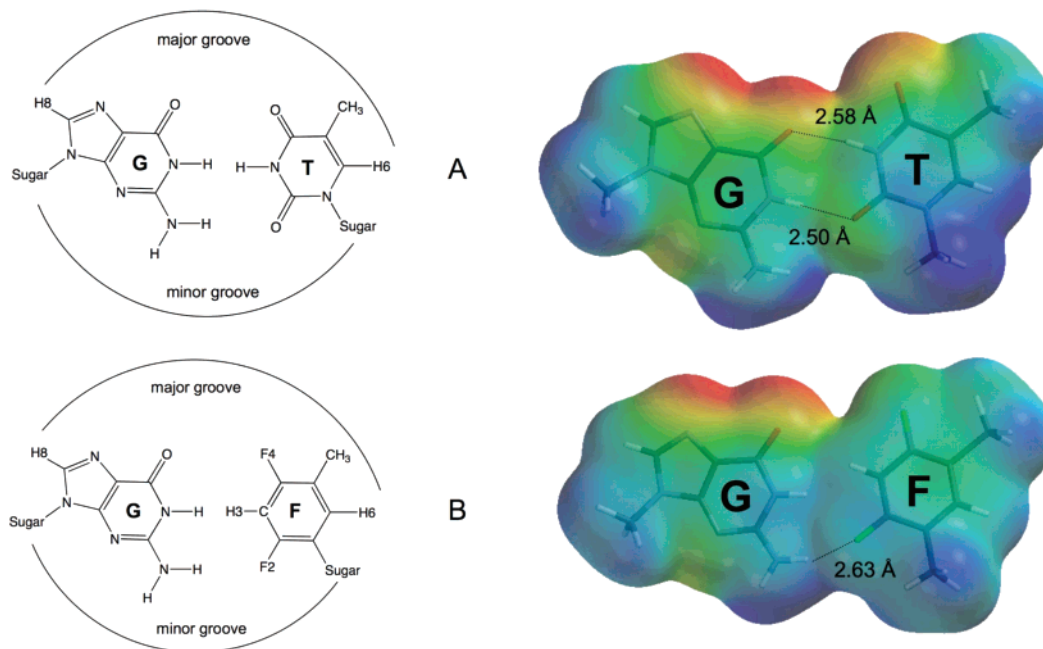 major groove
H8 N O O CH3
N G N H H N T H6
Sugar N N O N
N H Sugar
H
minor groove
A
2.58 Å
G T
2.50 Å
major groove
H8 N O F4 CH3
N G N H H3 C F H6
Sugar N N F2 Sugar
N H
H
minor groove
B
G F
2.63 Å